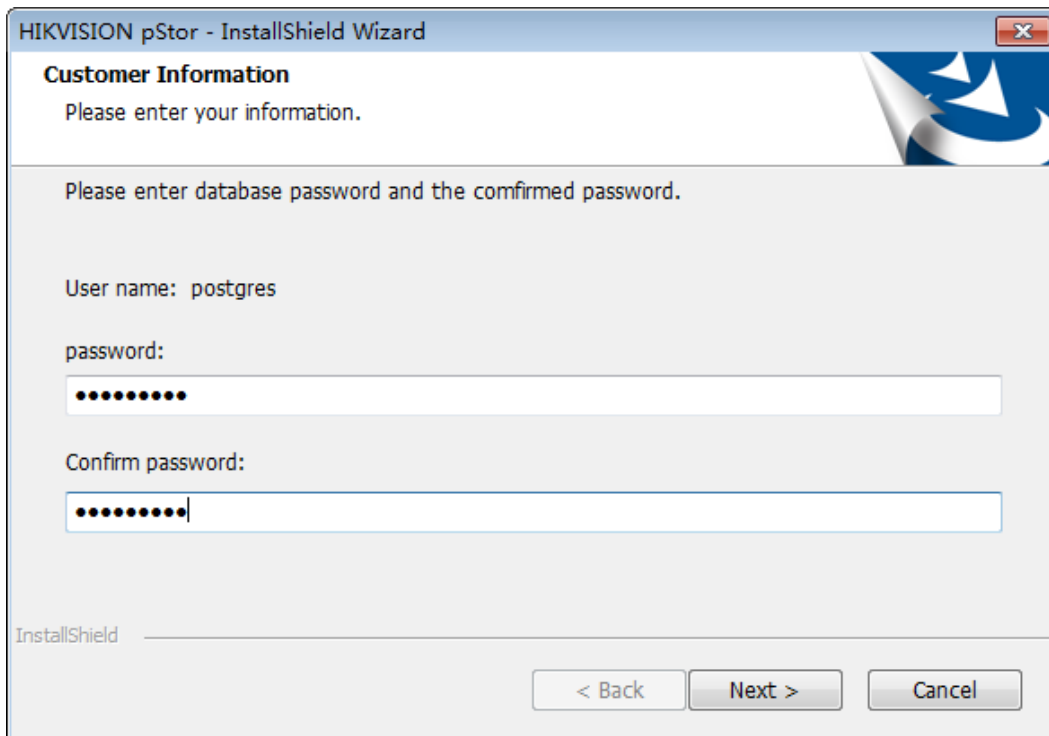 HIKVISION pStor - InstallShield Wizard
Customer Information
Please enter your information.
Please enter database password and the comfirmed password.
User name: postgres
password:
•••••••••
Confirm password:
•••••••••
InstallShield
< Back
Next >
Cancel